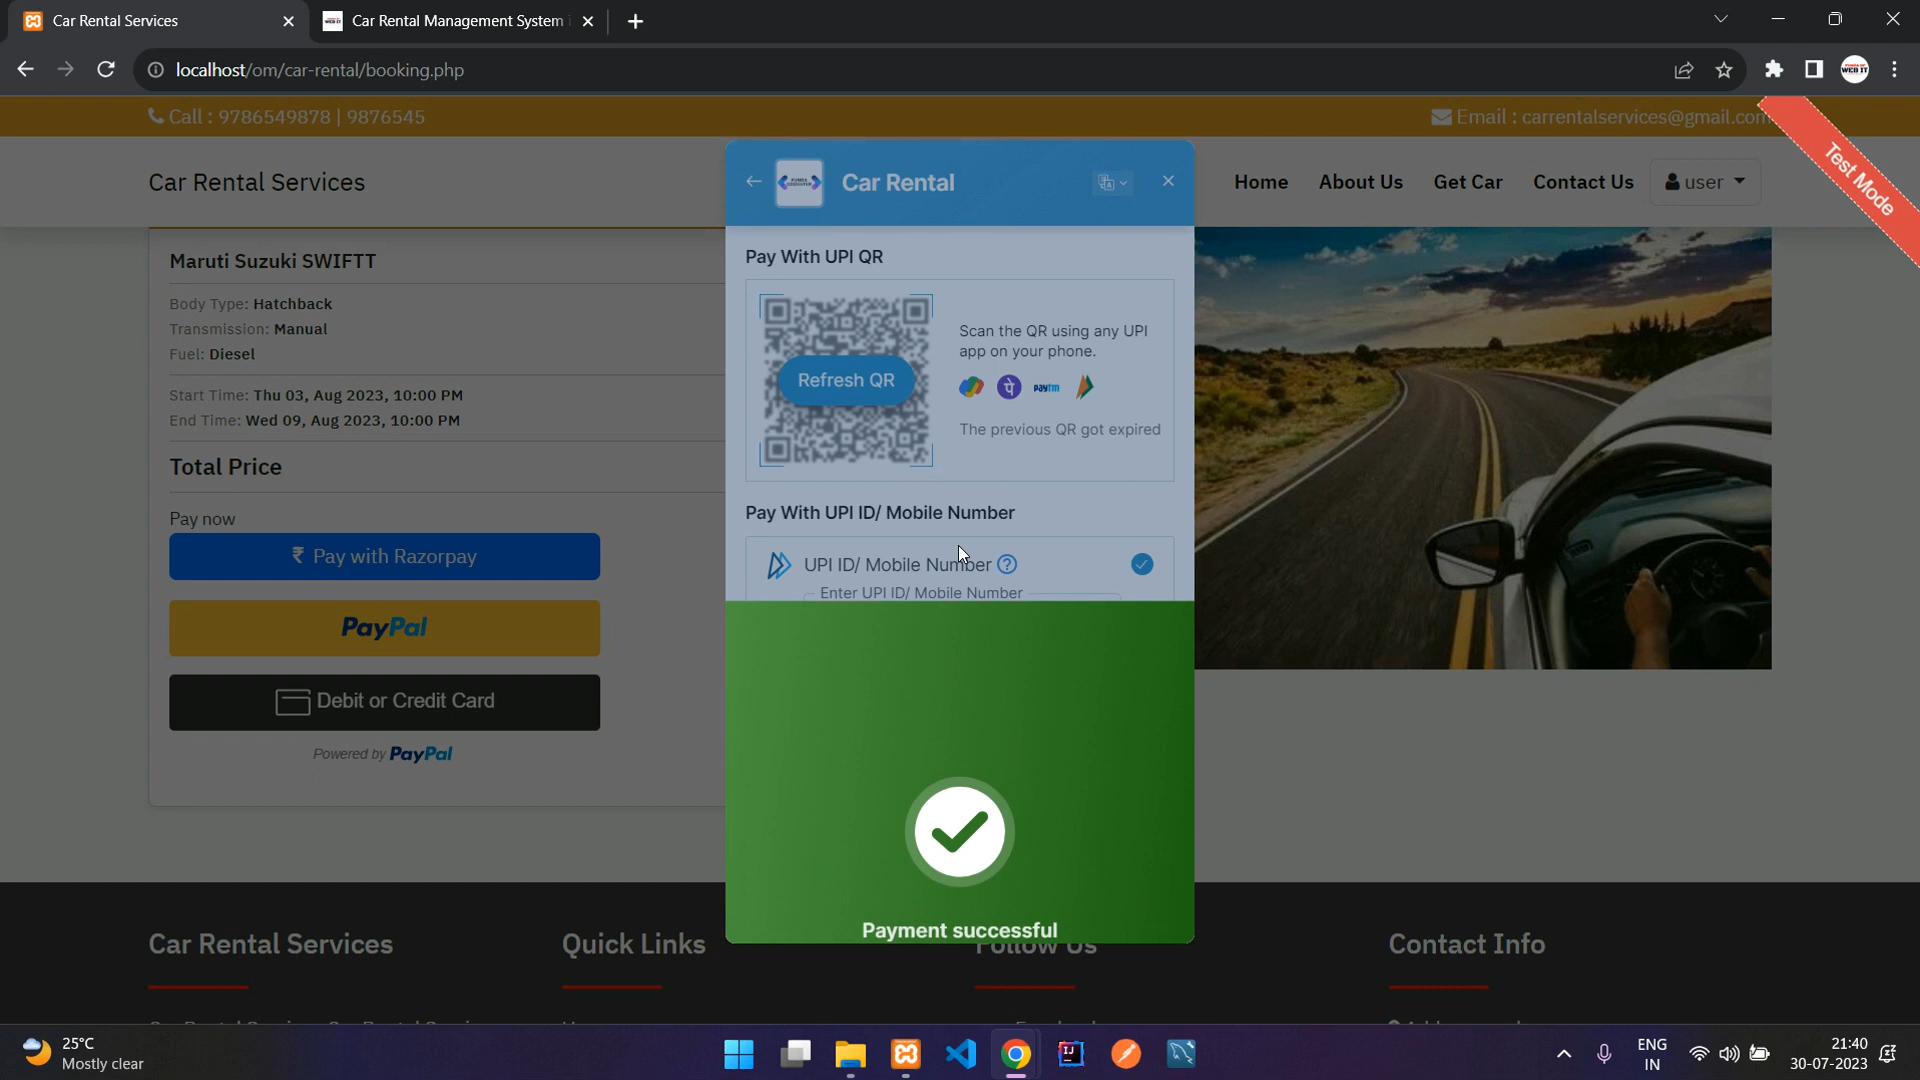 Car Rental Services
Car Rental Management System
localhost/om/car-rental/booking.php
WEB IT
Call : 9786549878 | 9876545
Email : carrentalservices@gmail.com
Test Mode
Car Rental Services
Car Rental
Home
About Us
Get Car
Contact Us
user
Maruti Suzuki SWIFTT
Body Type: Hatchback
Transmission: Manual
Fuel: Diesel
Start Time: Thu 03, Aug 2023, 10:00 PM
End Time: Wed 09, Aug 2023, 10:00 PM
Total Price
Pay now
₹ Pay with Razorpay
PayPal
Debit or Credit Card
Powered by PayPal
Pay With UPI QR
Refresh QR
Scan the QR using any UPI
app on your phone.
पे
paytm
The previous QR got expired
Pay With UPI ID/ Mobile Number
UPI ID/ Mobile Number ?
Enter UPI ID/ Mobile Number
Payment successful
Car Rental Services
Quick Links
Follow Us
Contact Info
25°C
Mostly clear
IJ
ENG
IN
21:40
30-07-2023